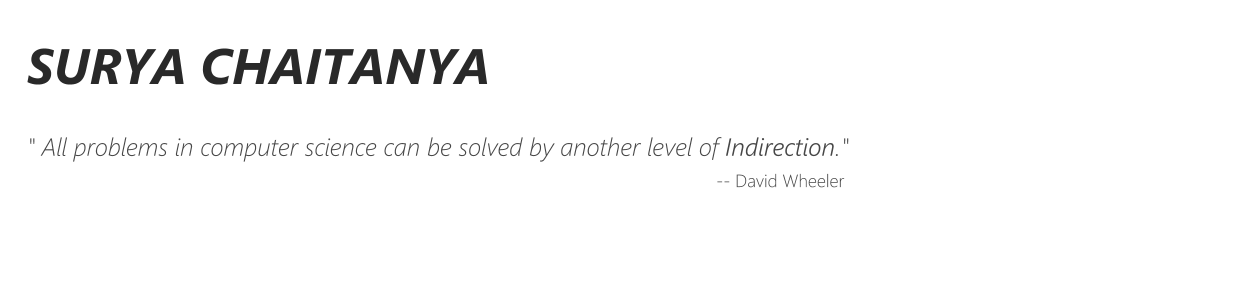 SURYA CHAITANYA
" All problems in computer science can be solved by another level of Indirection."
-- David Wheeler